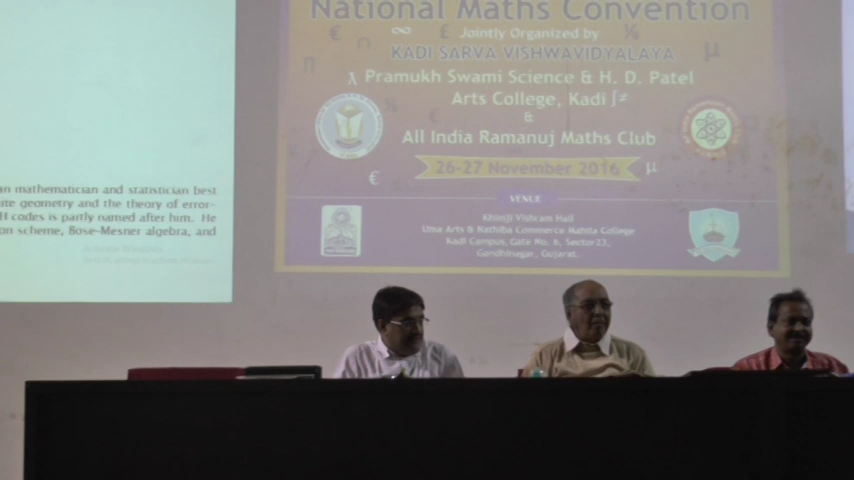 an mathematician and statistician best
ite geometry and the theory of error-
H codes is partly named after him. He
on scheme, Bose-Mesner algebra, and
National Maths Convention
Jointly Organized by
KADI SARVA VISHWAVIDYALAYA
Pramukh Swami Science & H. D. Patel
Arts College, Kadi
&
All India Ramanuj Maths Club
26-27 November 2016
VENUE
Khimji Vishram Hall
Uma Arts & Nathiba Commerce Mahila College
Kadi Campus, Gate No. 6, Sector23,
Gandhinagar, Gujarat.